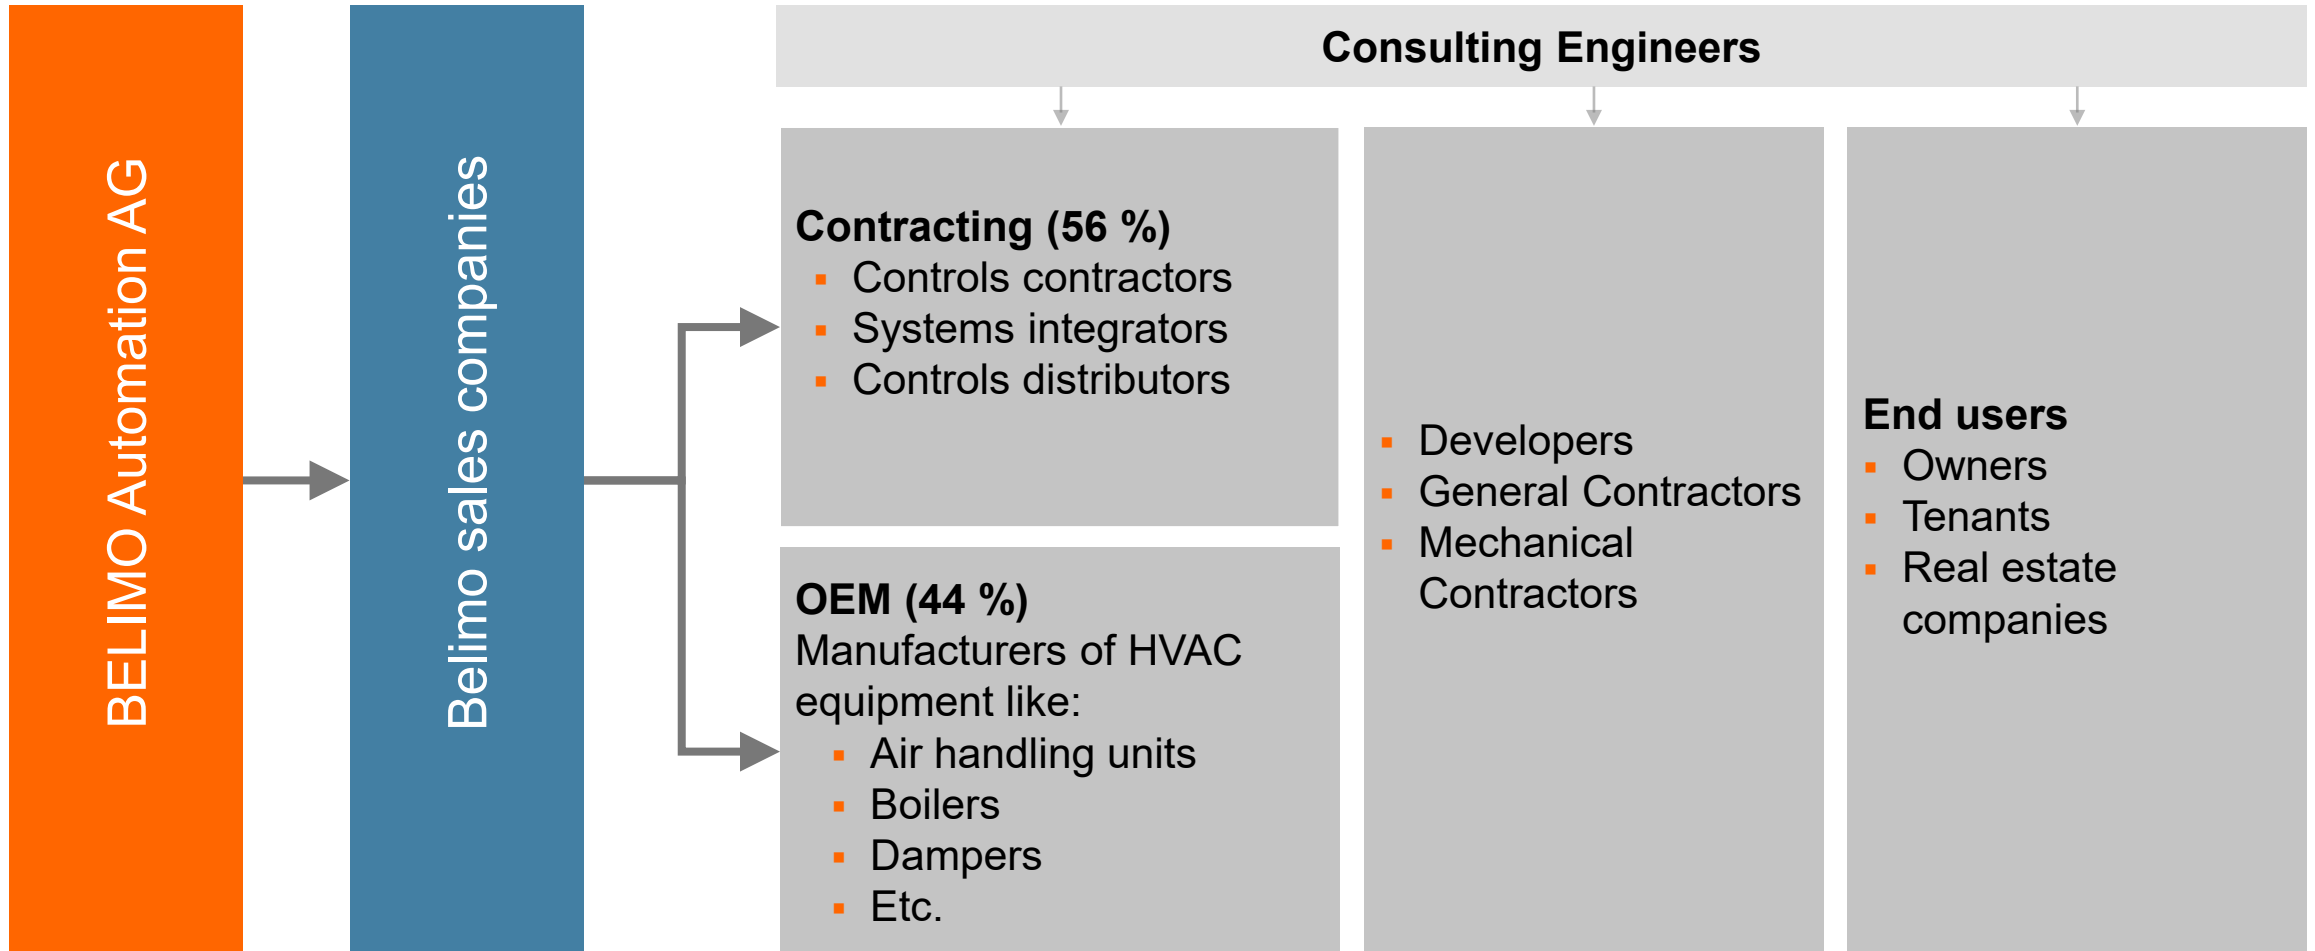 BELIMO Automation AG
Belimo sales companies
Consulting Engineers
Contracting (56 %)
▪ Controls contractors
▪ Systems integrators
▪ Controls distributors
OEM (44 %)
Manufacturers of HVAC
equipment like:
▪ Air handling units
▪ Boilers
▪ Dampers
▪ Etc.
▪ Developers
▪ General Contractors
▪ Mechanical
Contractors
End users
▪ Owners
▪ Tenants
▪ Real estate
companies